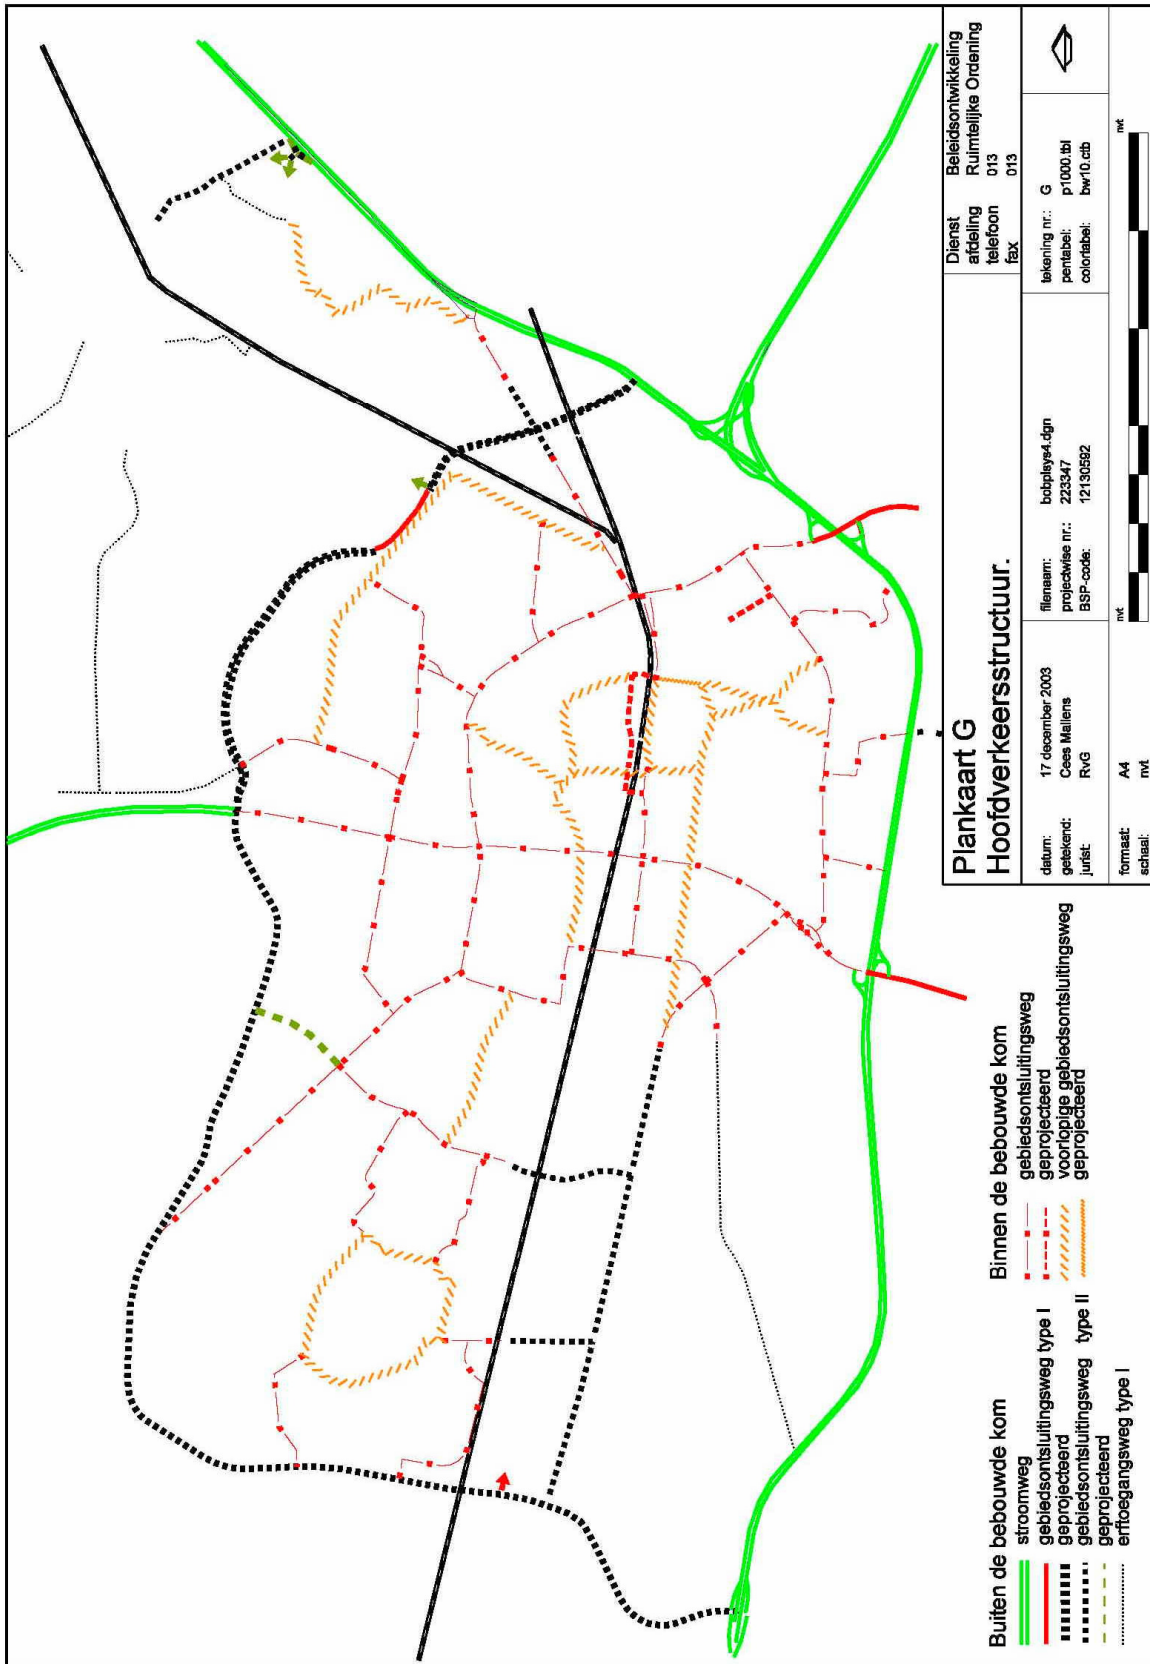 Buiten de bebouwde kom
stroomweg
gebiedsontsluitingsweg type I
geprojecteerd
gebiedsontsluitingsweg type II
geprojecteerd
erftoegangsweg type I
Binnen de bebouwde kom
gebiedsontsluitingsweg
geprojecteerd
voorlopige gebiedsontsluitingsweg
geprojecteerd
Plankaart G
Hoofdverkeersstructuur.
Dienst Beleidsontwikkeling
afdeling Ruimtelijke Ordening
telefoon 013
fax 013
datum: 17 december 2003
getekend: Cees Mallens
jurist: RvG
filenaam: bobplsys4.dgn
projectwise nr.: 223347
BSP-code: 12130592
tekening nr.: G
pentabel: p1000.tbl
colortabel: bw10.ctb
formaat: A4
schaal: nvt
nvt
nvt